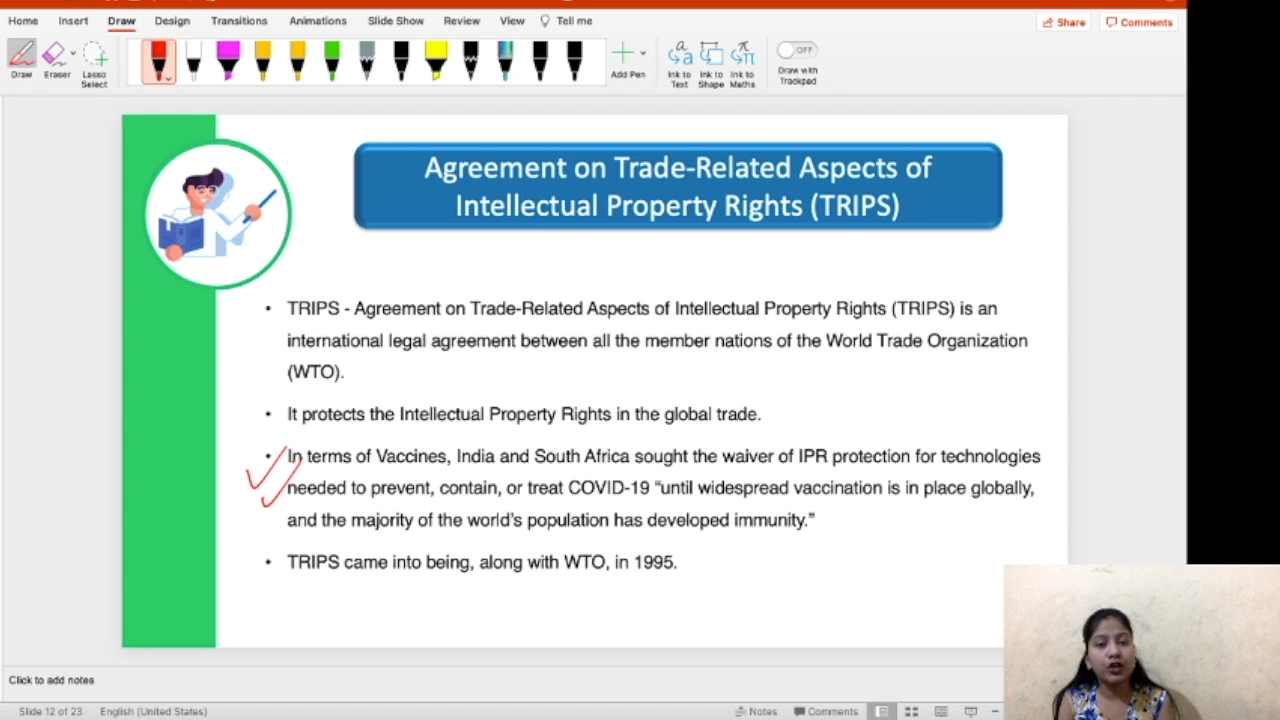 Home Insert Draw Design Transitions Animations Slide Show Review View Tell me Share Comments
Draw Eraser Lasso Select Add Pen Ink to Text Ink to Shape Ink to Maths OFF Draw with Trackpad
Agreement on Trade-Related Aspects of
Intellectual Property Rights (TRIPS)
• TRIPS - Agreement on Trade-Related Aspects of Intellectual Property Rights (TRIPS) is an
international legal agreement between all the member nations of the World Trade Organization
(WTO).
• It protects the Intellectual Property Rights in the global trade.
• In terms of Vaccines, India and South Africa sought the waiver of IPR protection for technologies
needed to prevent, contain, or treat COVID-19 “until widespread vaccination is in place globally,
and the majority of the world’s population has developed immunity.”
• TRIPS came into being, along with WTO, in 1995.
Click to add notes
Slide 12 of 23 English (United States) Notes Comments